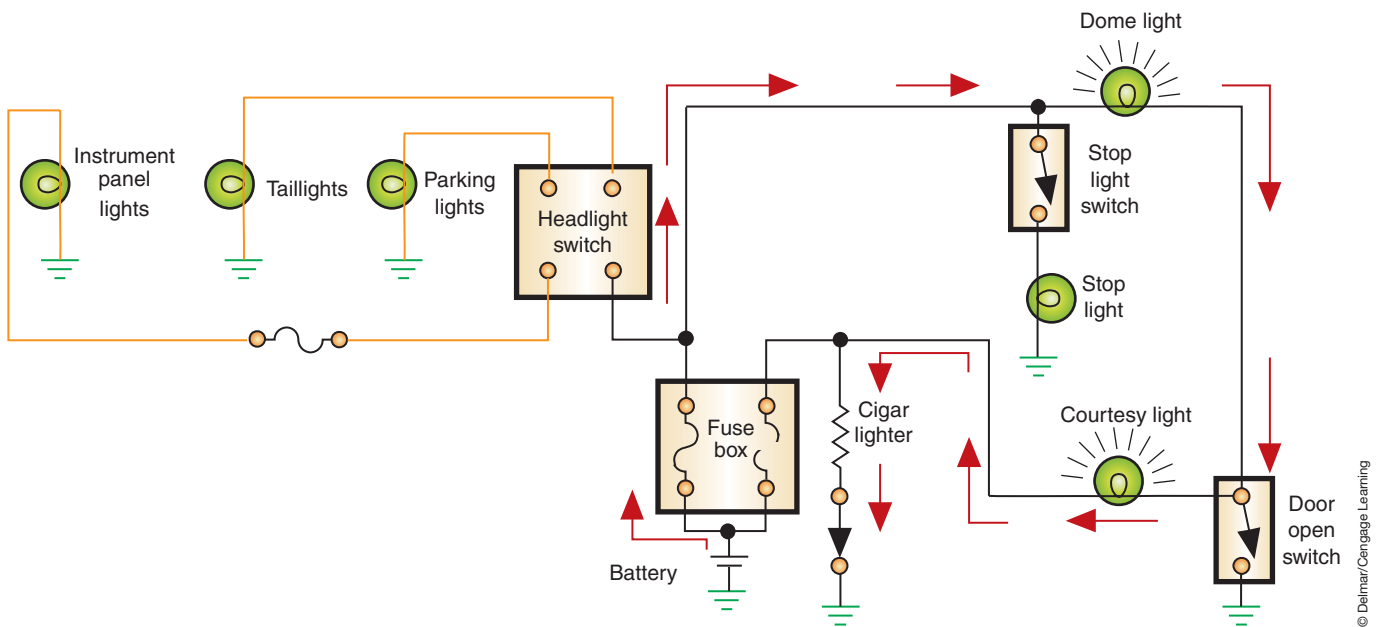 Dome light
Instrument
panel
lights
Taillights
Parking
lights
Headlight
switch
Stop
light
switch
Stop
light
Fuse
box
Cigar
lighter
Courtesy light
Battery
Door
open
switch
© Delmar/Cengage Learning